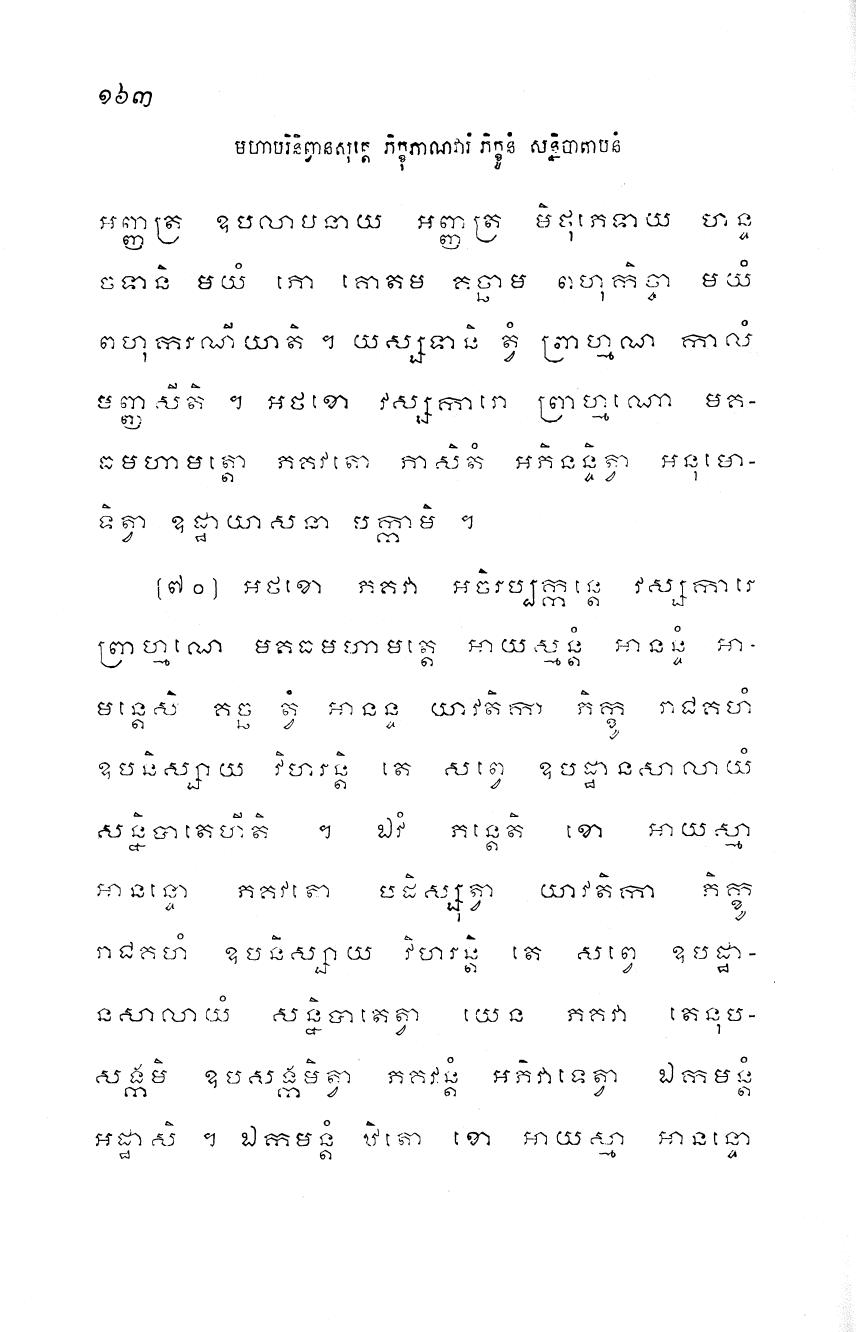 ១៦៣
មហាបរិនិព្វានសុត្តេ ភិក្ខុភាណវារំ ភិក្ខូនំ សន្និបាតាបនំ
អញ្ញត្រ ឧបលាបនាយ អញ្ញត្រ មិថុភេទាយ ហន្ទ
ចទានិ មយំ ភោ គោតម គច្ឆាម ពហុកិច្ចា មយំ
ពហុករណីយាតិ ។ យស្សទានិ ត្វំ ព្រាហ្មណ កាលំ
មញ្ញសីតិ ។ អថខោ វស្សការោ ព្រាហ្មណោ មគ-
ធមហាមត្តោ ភគវតោ ភាសិតំ អភិនន្ទិត្វា អនុមោ-
ទិត្វា ឧដ្ឋាយាសនា បក្កាមិ ។
(៧០) អថខោ ភគវា អចិរប្បក្កន្តេ វស្សការេ
ព្រាហ្មណេ មគធមហាមត្តេ អាយស្មន្តំ អានន្ទំ អា-
មន្តេសិ គច្ឆ ត្វំ អានន្ទ យាវតិកា ភិក្ខូ រាជគហំ
ឧបនិស្សាយ វិហរន្តិ តេ សព្វេ ឧបដ្ឋានសាលាយំ
សន្និបាតេហីតិ ។ ឯវំ ភន្តេតិ ខោ អាយស្មា
អានន្ទោ ភគវតោ បដិស្សុត្វា យាវតិកា ភិក្ខូ
រាជគហំ ឧបនិស្សាយ វិហរន្តិ តេ សព្វេ ឧបដ្ឋា-
នសាលាយំ សន្និបាតេត្វា យេន ភគវា តេនុប-
សង្កមិ ឧបសង្កមិត្វា ភគវន្តំ អភិវាទេត្វា ឯកមន្តំ
អដ្ឋាសិ ។ ឯកមន្តំ ឋិតោ ខោ អាយស្មា អានន្ទោ